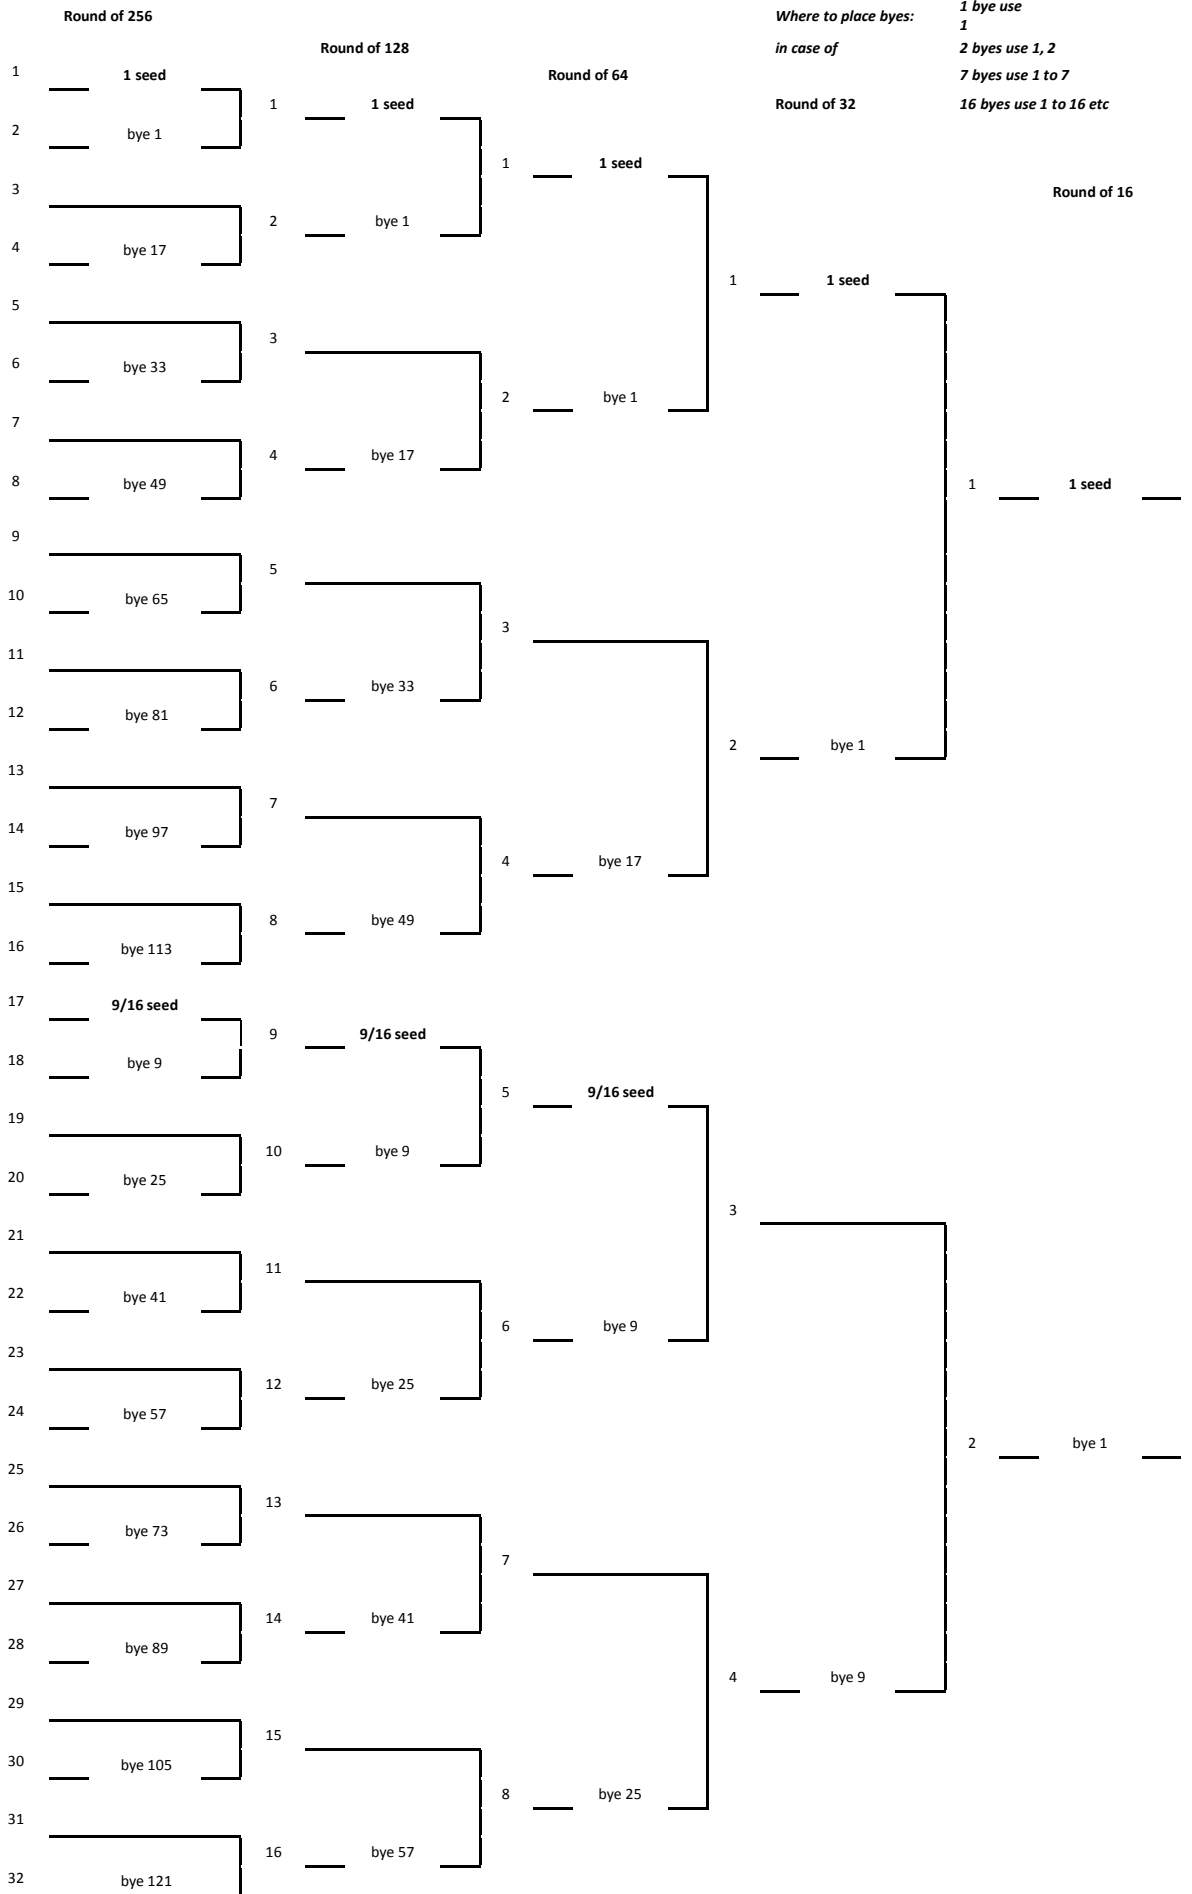 Round of 256
Where to place byes:
1 bye use
1
Round of 128
in case of
2 byes use 1, 2
1
1 seed
Round of 64
7 byes use 1 to 7
1
1 seed
Round of 32
16 byes use 1 to 16 etc
2
bye 1
1
1 seed
3
Round of 16
2
bye 1
4
bye 17
1
1 seed
5
3
6
bye 33
2
bye 1
7
4
bye 17
8
bye 49
1
1 seed
9
5
10
bye 65
3
11
6
bye 33
12
bye 81
2
bye 1
13
7
14
bye 97
4
bye 17
15
8
bye 49
16
bye 113
17
9/16 seed
9
9/16 seed
18
bye 9
5
9/16 seed
19
10
bye 9
20
bye 25
3
21
11
22
bye 41
6
bye 9
23
12
bye 25
24
bye 57
2
bye 1
25
13
26
bye 73
7
27
14
bye 41
28
bye 89
4
bye 9
29
15
30
bye 105
8
bye 25
31
16
bye 57
32
bye 121